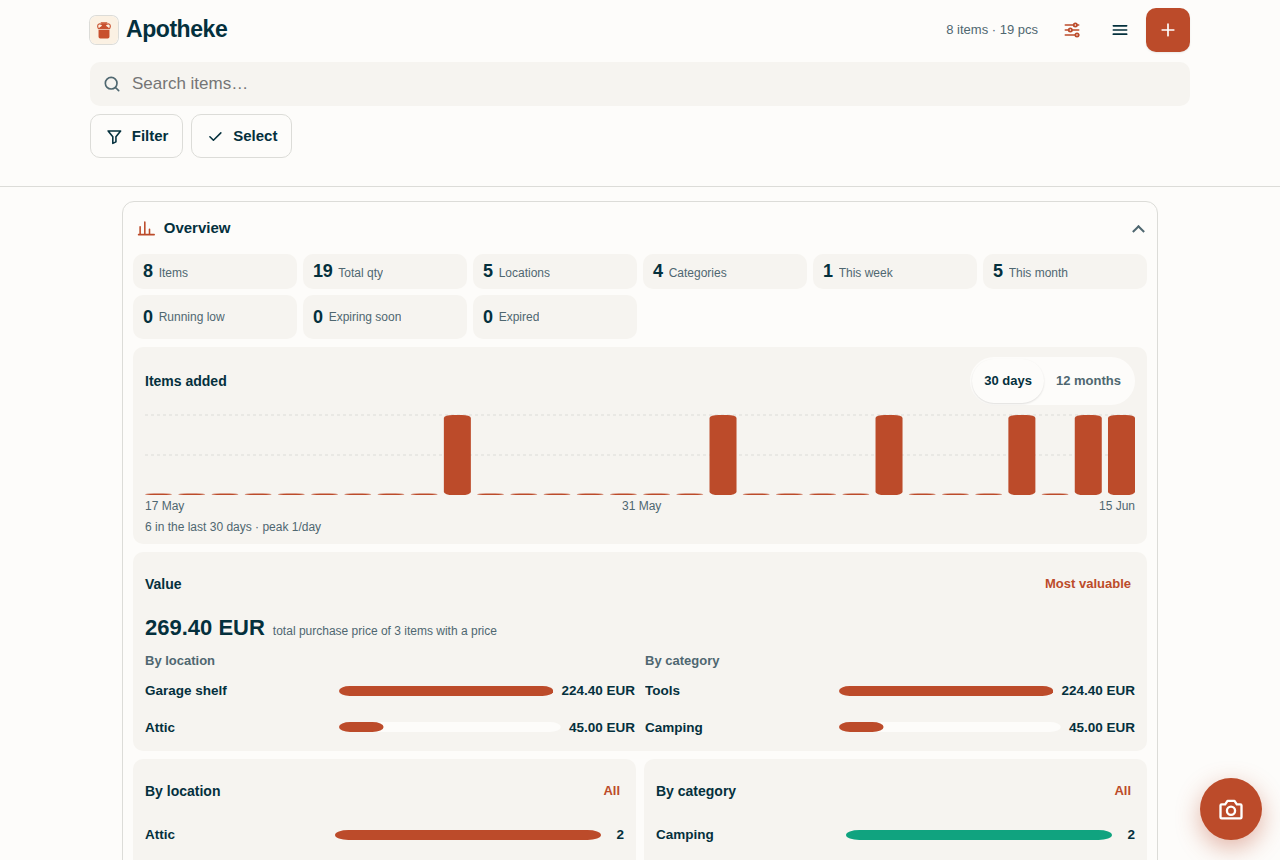 Apotheke
8 items · 19 pcs
Search items…
Filter
Select
Overview
8 Items
19 Total qty
5 Locations
4 Categories
1 This week
5 This month
0 Running low
0 Expiring soon
0 Expired
Items added
30 days
12 months
17 May
31 May
15 Jun
6 in the last 30 days · peak 1/day
Value
Most valuable
269.40 EUR total purchase price of 3 items with a price
By location
Garage shelf 224.40 EUR
Attic 45.00 EUR
By category
Tools 224.40 EUR
Camping 45.00 EUR
By location
All
Attic 2
By category
All
Camping 2